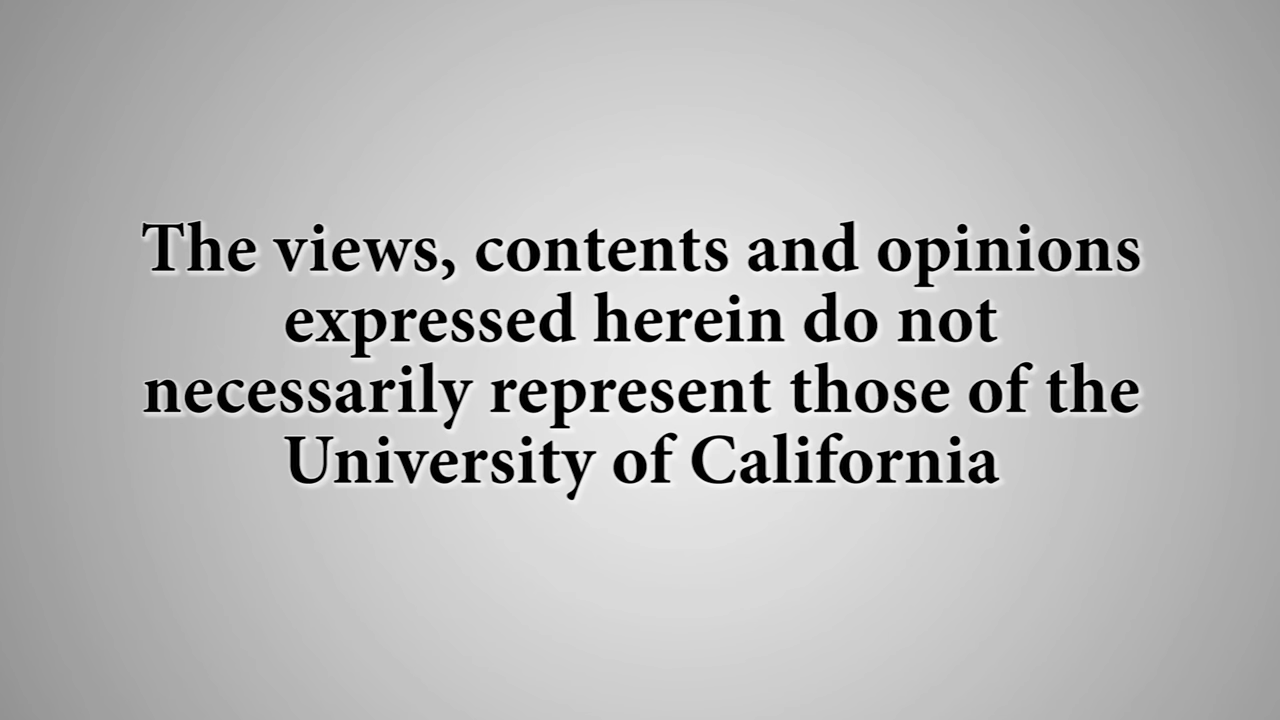 The views, contents and opinions
expressed herein do not
necessarily represent those of the
University of California